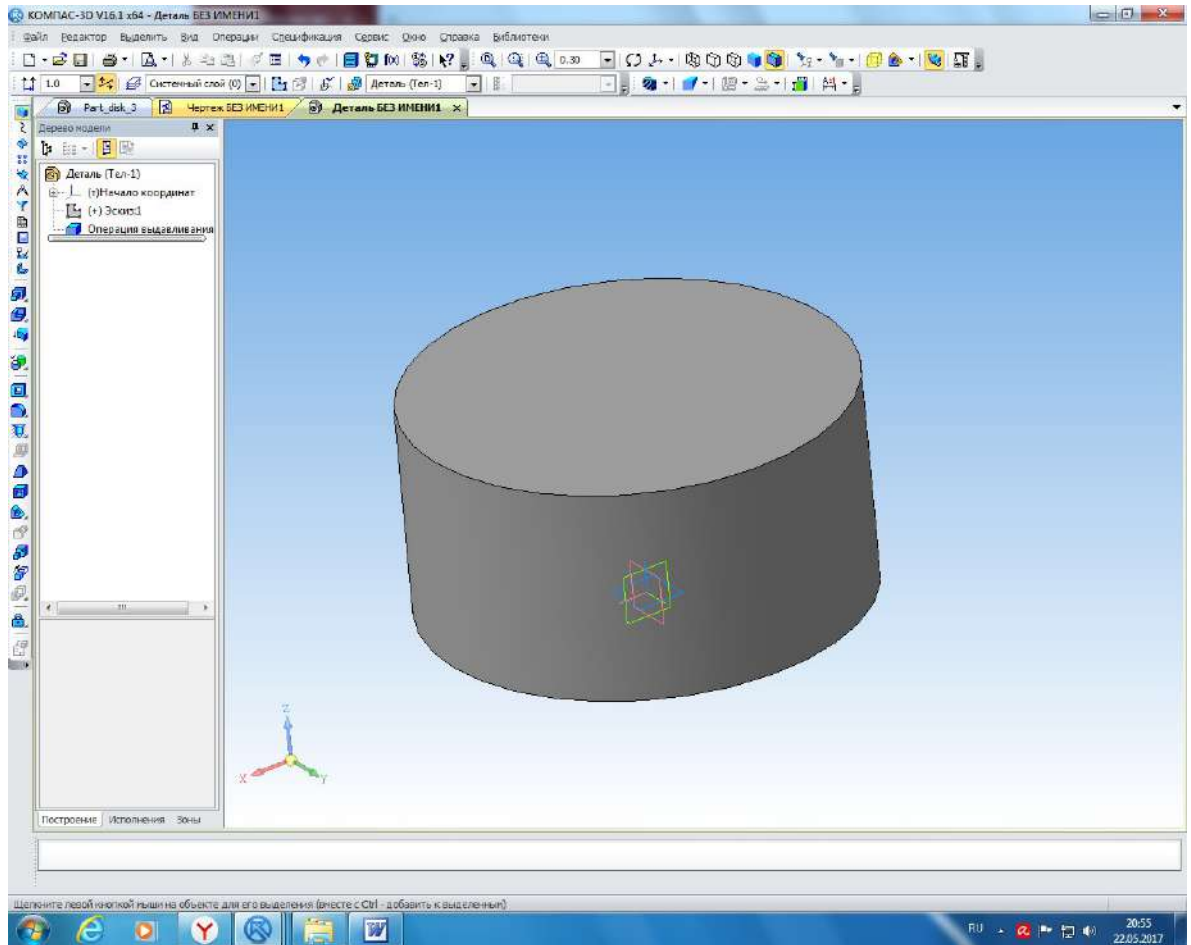 КОМПАС-3D V16.1 x64 - Деталь БЕЗ ИМЕНИ1
Файл Редактор Выделить Вид Операции Спецификация Сервис Окно Справка Библиотеки
0.30
1.0 Системный слой (0) Деталь (Тел-1)
Part_disk_3 Чертеж БЕЗ ИМЕНИ1 Деталь БЕЗ ИМЕНИ1
Дерево модели
Деталь (Тел-1)
(т)Начало координат
(+) Эскиз:1
Операция выдавливания
Z
X
Y
Построение Исполнения Зоны
Щелкните левой кнопкой мыши на объекте для его выделения (вместе с Ctrl - добавить к выделенным)
RU 20:55
22.05.2017